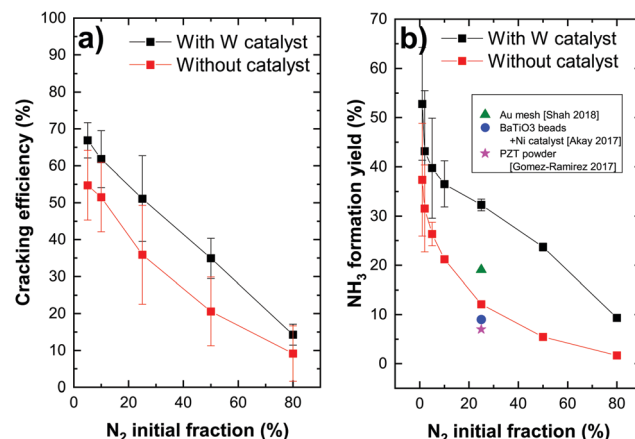 a)
With W catalyst
Without catalyst
Cracking efficiency (%)
100
90
80
70
60
50
40
30
20
10
0
0 20 40 60 80
N₂ initial fraction (%)
b)
With W catalyst
Without catalyst
Au mesh [Shah 2018]
BaTiO3 beads
+Ni catalyst [Akay 2017]
PZT powder
[Gomez-Ramirez 2017]
NH₃ formation yield (%)
70
60
50
40
30
20
10
0
0 20 40 60 80
N₂ initial fraction (%)